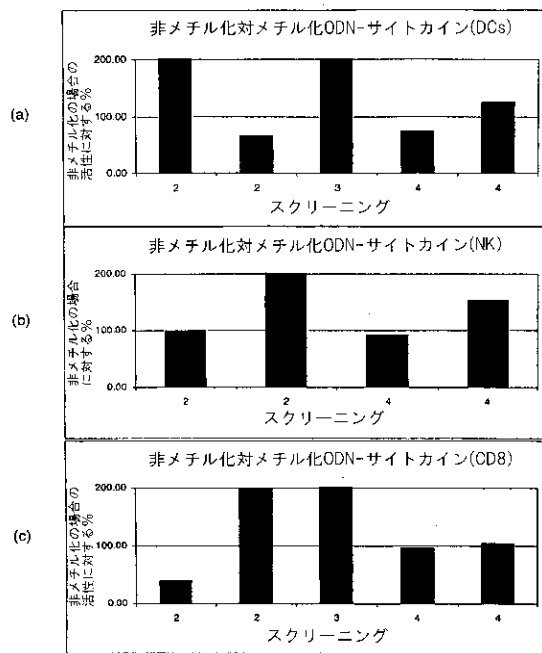 (a)
非メチル化対メチル化ODN-サイトカイン(DCs)
非メチル化の場合の
活性に対する%
200.00
100.00
0.00
2 2 3 4 4
スクリーニング
(b)
非メチル化対メチル化ODN-サイトカイン(NK)
非メチル化の場合
に対する%
200.00
100.00
0.00
2 2 4 4
スクリーニング
(c)
非メチル化対メチル化ODN-サイトカイン(CD8)
非メチル化の場合の
活性に対する%
200.00
100.00
0.00
2 2 3 4 4
スクリーニング